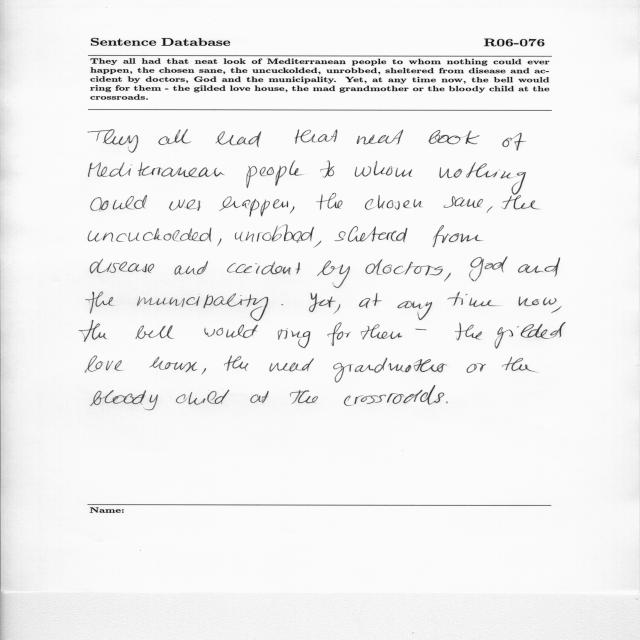 Sentence Database R06-076
They all had that neat look of Mediterranean people to whom nothing could ever
happen, the chosen sane, the uncuckolded, unrobbed, sheltered from disease and ac-
cident by doctors, God and the municipality. Yet, at any time now, the bell would
ring for them - the gilded love house, the mad grandmother or the bloody child at the
crossroads.
They all had that neat look of
Mediterranean people to whom nothing
could ever happen, the chosen sane, the
uncuckolded, unrobbed, shetered from
disease and accident by doctors, God and
the municipality. Yet, at any time now,
the bell would ring for them - the gilded
love house, the mad grandmother or the
bloody child at the crossroads.
Name: